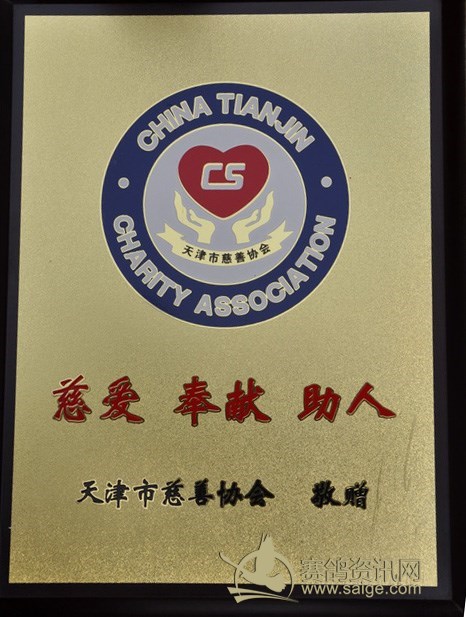 CHINA TIANJIN
CS
天津市慈善协会
CHARITY ASSOCIATION
慈爱 奉献 助人
天津市慈善协会 敬赠
赛鸽资讯网
www.saige.com